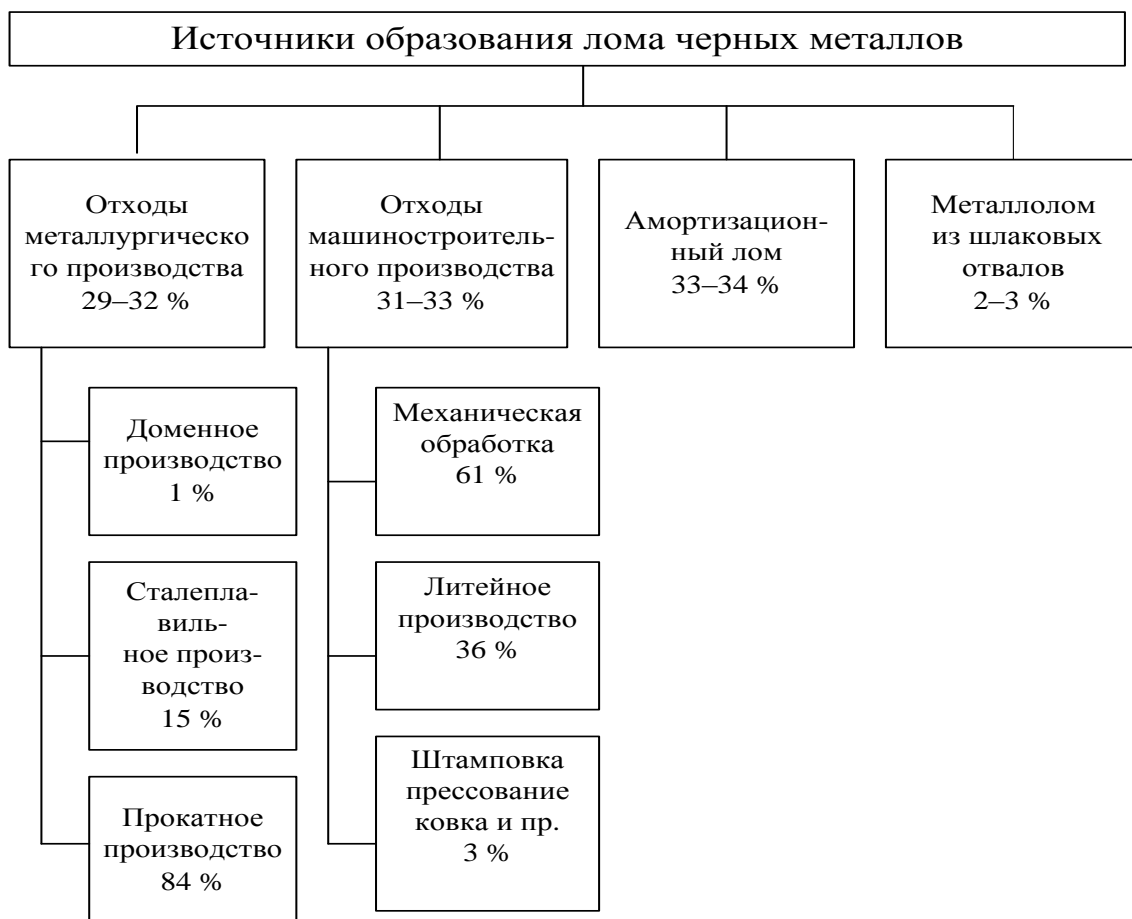 Источники образования лома черных металлов
Отходы
металлургическо
го производства
29–32 %
Отходы
машиностроитель-
ного производства
31–33 %
Амортизацион-
ный лом
33–34 %
Металлолом
из шлаковых
отвалов
2–3 %
Доменное
производство
1 %
Сталепла-
виль-
ное произ-
водство
15 %
Прокатное
производство
84 %
Механическая
обработка
61 %
Литейное
производство
36 %
Штамповка
прессование
ковка и пр.
3 %